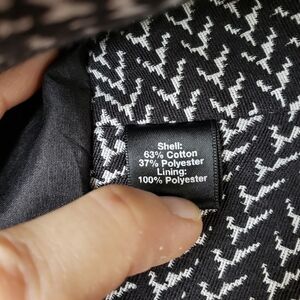 Shell:
63% Cotton
37% Polyester
Lining:
100% Polyester